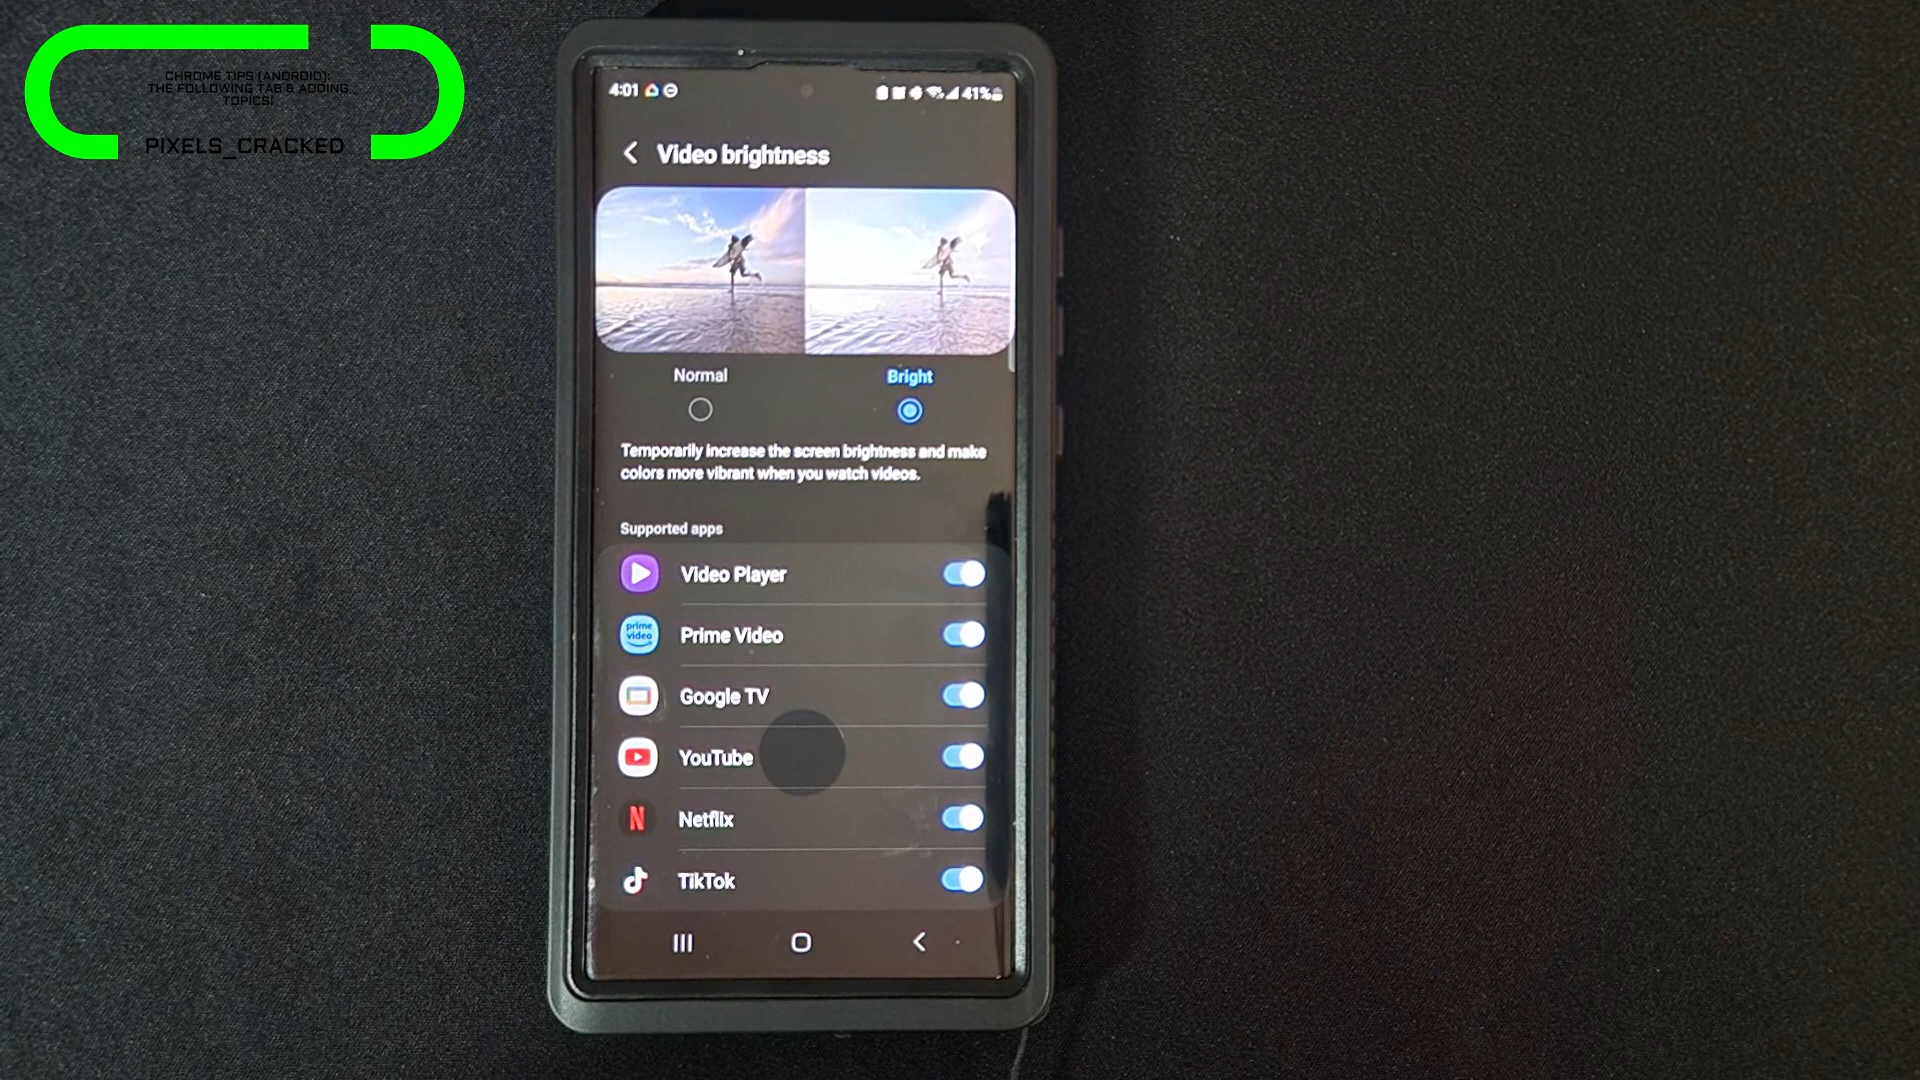 CHROME TIPS (ANDROID):
THE FOLLOWING TAB & ADDING
TOPICS!
PIXELS_CRACKED
4:01
41%
Video brightness
Normal
Bright
Temporarily increase the screen brightness and make
colors more vibrant when you watch videos.
Supported apps
Video Player
prime
video
Prime Video
Google TV
YouTube
N
Netflix
TikTok